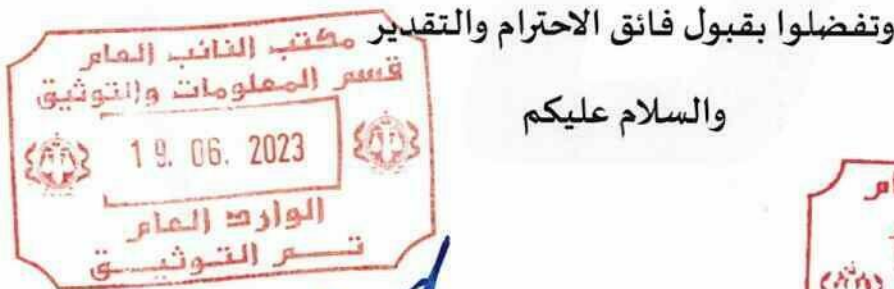 وتفضلوا بقبول فائق الاحترام والتقدير
والسلام عليكم
مكتب النائب العام
قسم المعلومات والتوثيق
19. 06. 2023
الوارد العام
تم التوثيق